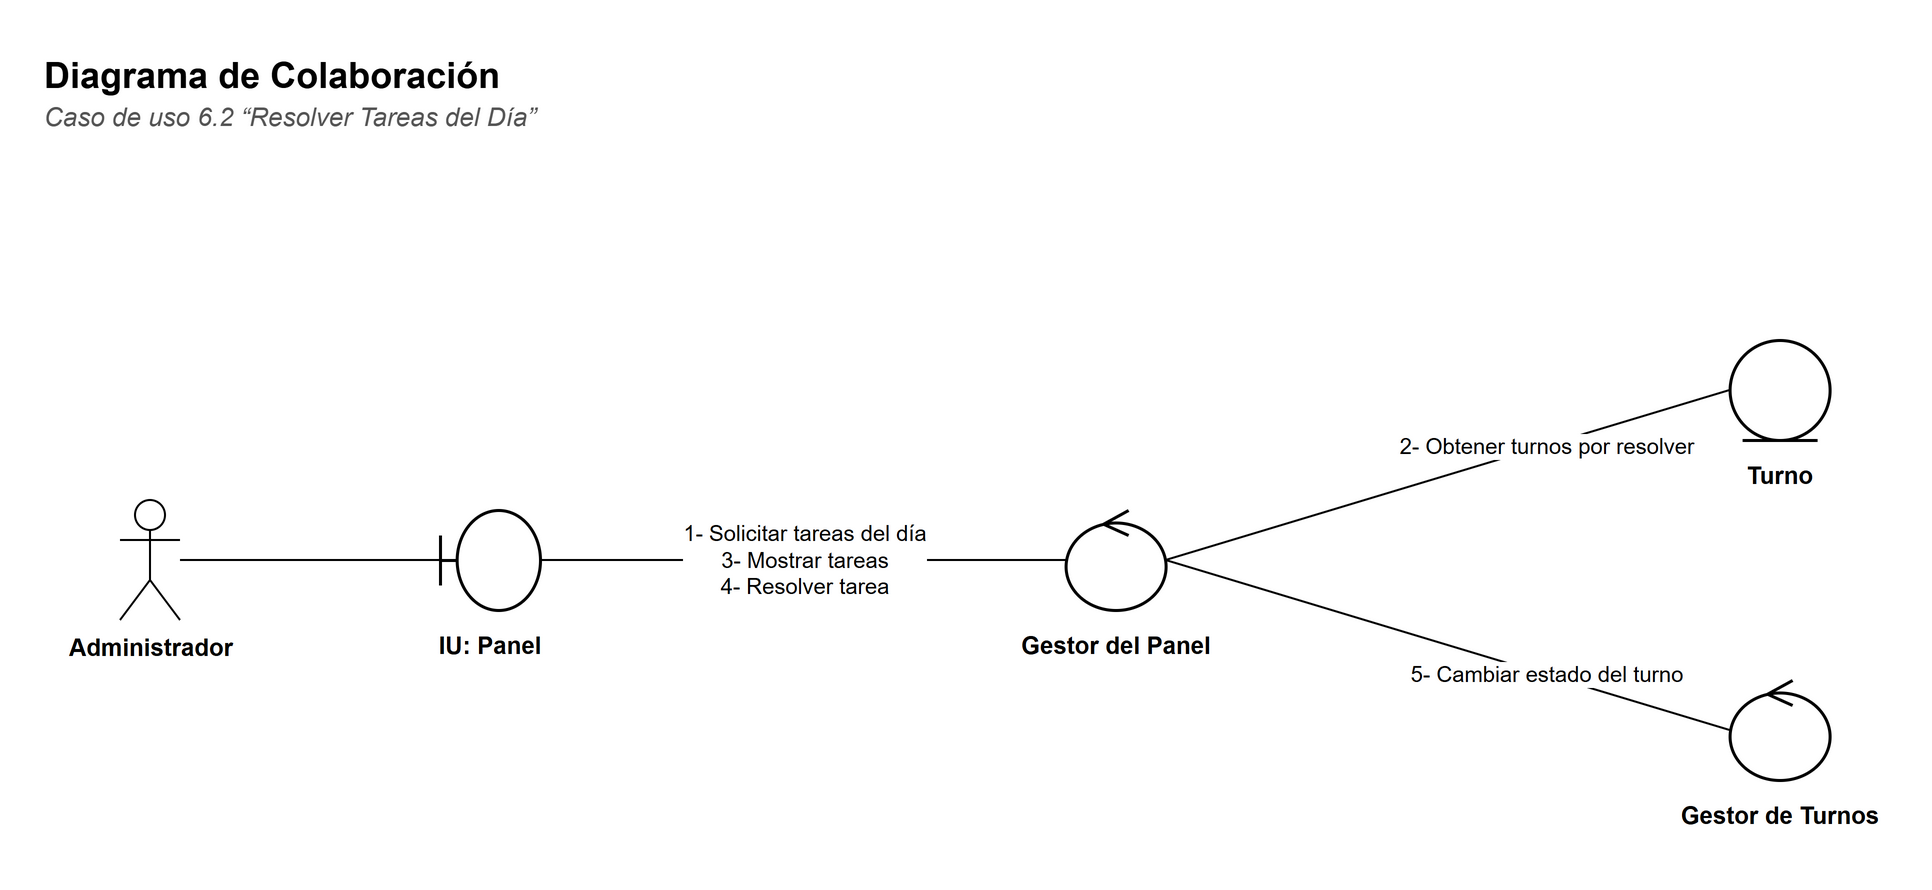 Diagrama de Colaboración
Caso de uso 6.2 “Resolver Tareas del Día”
2- Obtener turnos por resolver
Turno
1- Solicitar tareas del día
3- Mostrar tareas
4- Resolver tarea
Administrador
IU: Panel
Gestor del Panel
5- Cambiar estado del turno
Gestor de Turnos